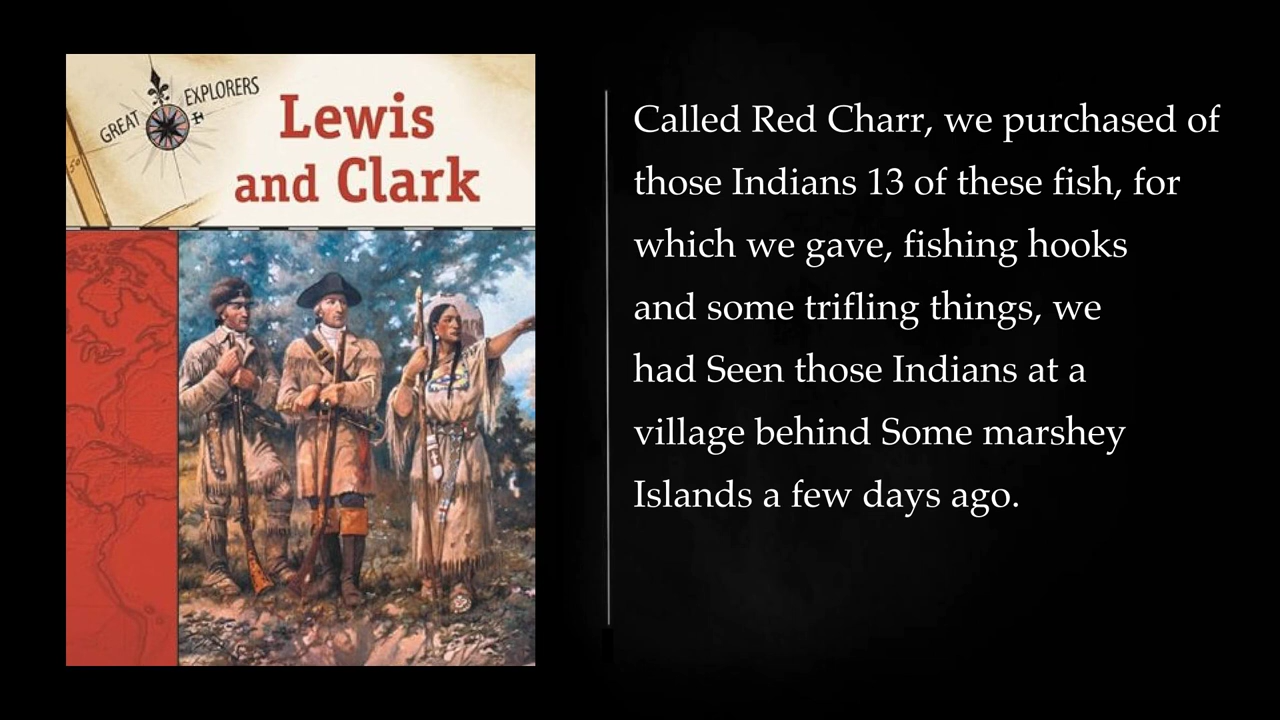 GREAT EXPLORERS
Lewis
and Clark
50
Called Red Charr, we purchased of
those Indians 13 of these fish, for
which we gave, fishing hooks
and some trifling things, we
had Seen those Indians at a
village behind Some marshey
Islands a few days ago.